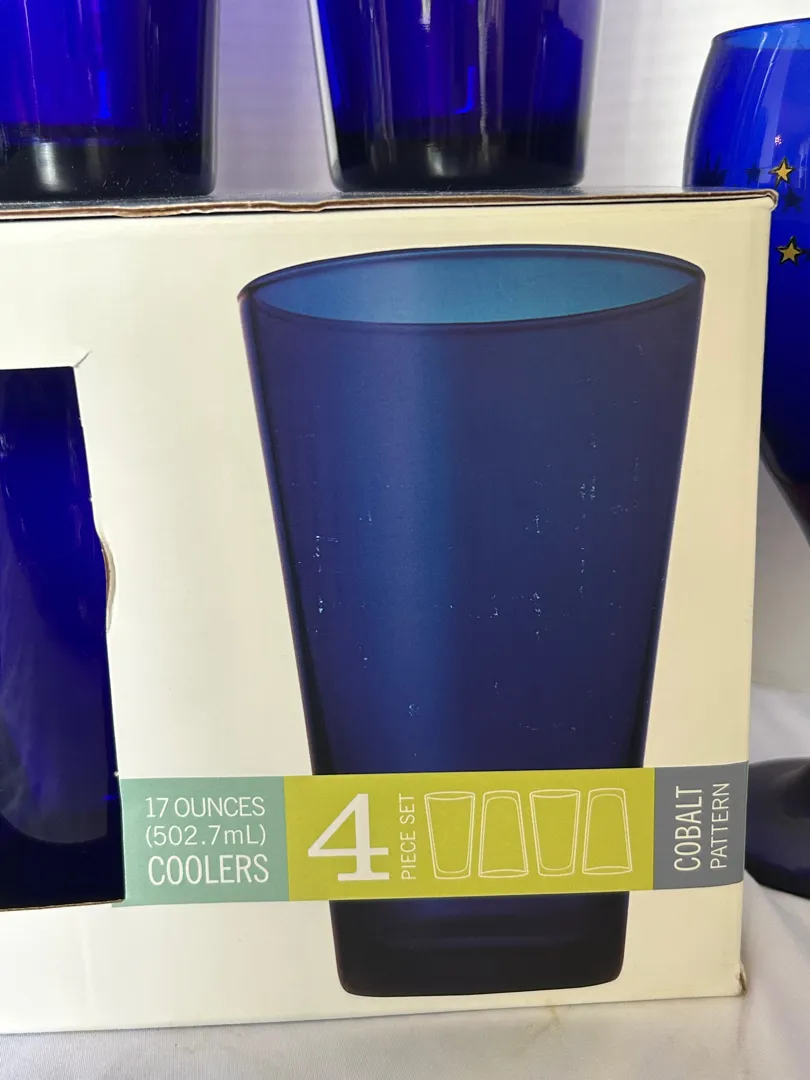 17 OUNCES
(502.7mL)
COOLERS
4
PIECE SET
COBALT
PATTERN